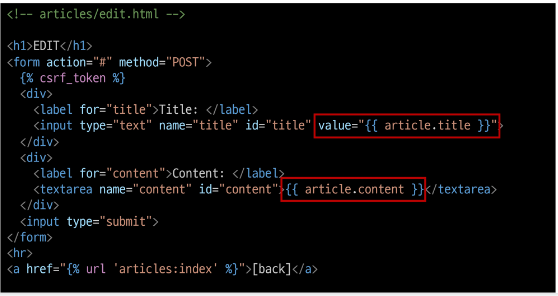 <!-- articles/edit.html -->
<h1>EDIT</h1>
<form action="#" method="POST">
{% csrf_token %}
<div>
<label for="title">Title: </label>
<input type="text" name="title" id="title" value="{{ article.title }}">
</div>
<div>
<label for="content">Content: </label>
<textarea name="content" id="content">{{ article.content }}</textarea>
</div>
<input type="submit">
</form>
<hr>
<a href="{% url 'articles:index' %}">[back]</a>